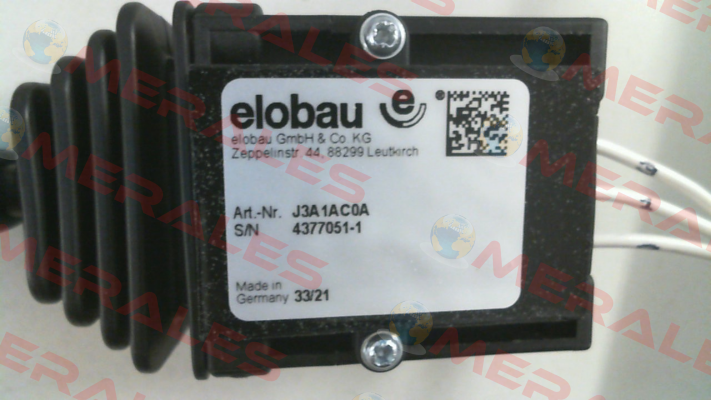 elobau e®
elobau GmbH & Co. KG
Zeppelinstr. 44, 88299 Leutkirch
Art.-Nr. J3A1AC0A
S/N 4377051-1
Made in
Germany 33/21
MERALES
MERALES
MERALES
MERALES
MERALES